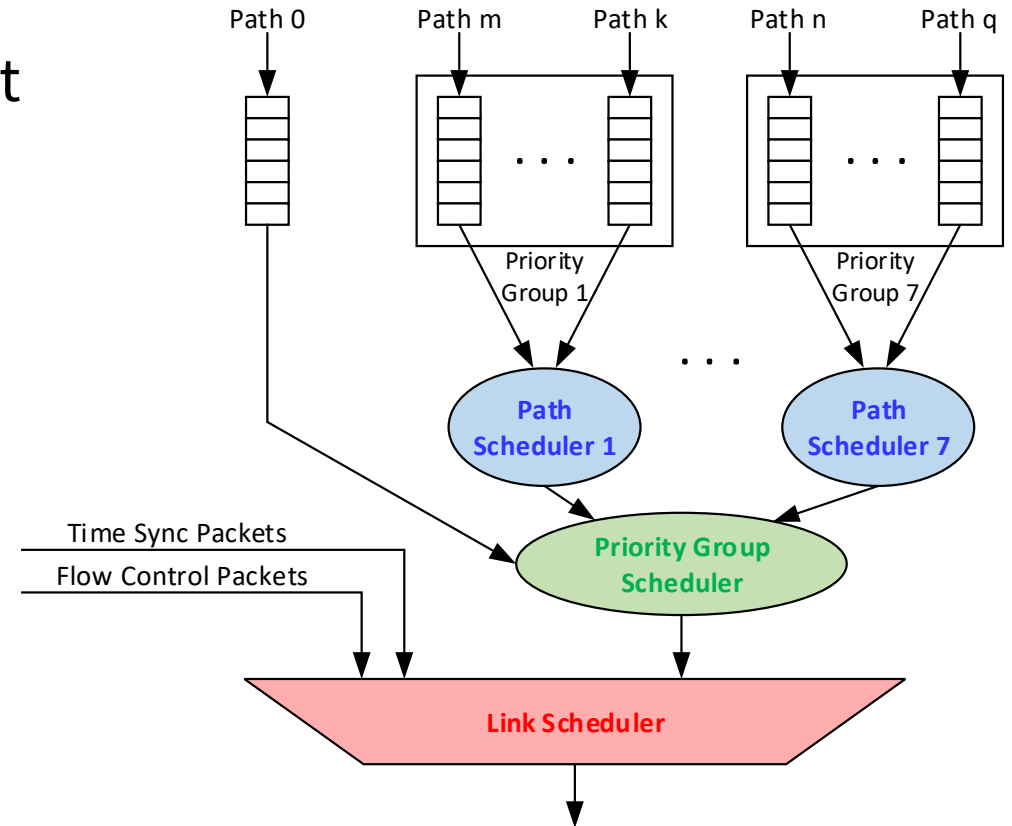 Path 0
Path m
Path k
Path n
Path q
t
. . .
. . .
Priority
Group 1
Priority
Group 7
. . .
Path
Scheduler 1
Path
Scheduler 7
Time Sync Packets
Flow Control Packets
Priority Group
Scheduler
Link Scheduler